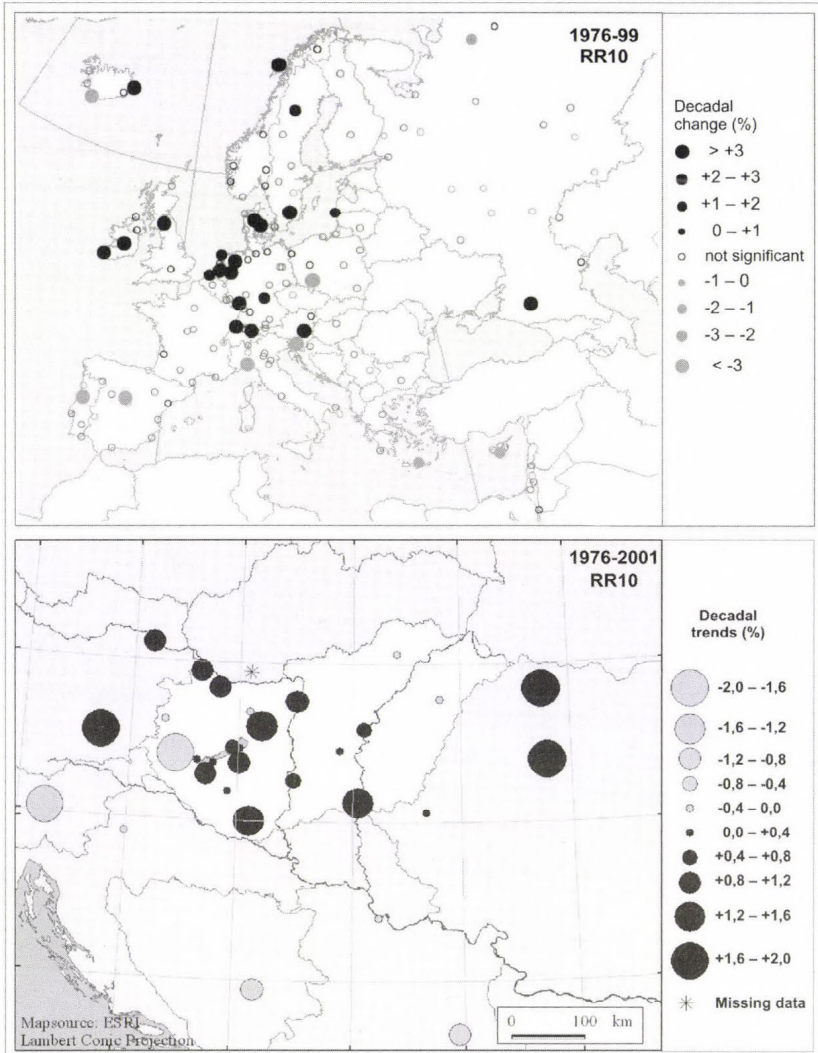 1976-99
RR10
Decadal
change (%)
> +3
+2 – +3
+1 – +2
0 – +1
not significant
-1 – 0
-2 – -1
-3 – -2
< -3
1976-2001
RR10
Decadal
trends (%)
-2,0 – -1,6
-1,6 – -1,2
-1,2 – -0,8
-0,8 – -0,4
-0,4 – 0,0
0,0 – +0,4
+0,4 – +0,8
+0,8 – +1,2
+1,2 – +1,6
+1,6 – +2,0
Missing data
0 100 km
Mapsource: ESRI
Lambert Conic Projection